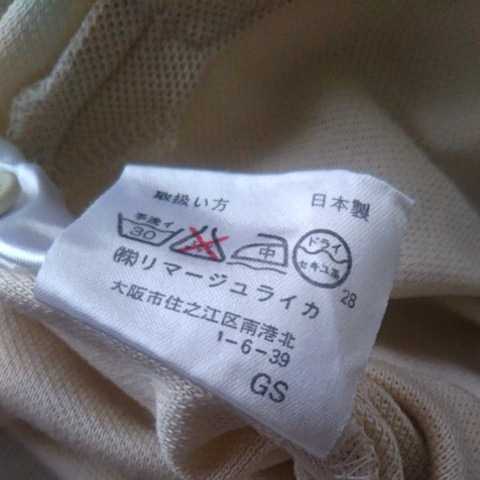 取扱い方 日本製
手洗イ
30 中 ドライ
セキユ系
28
(株)リマージュライカ
大阪市住之江区南港北
1-6-39
GS